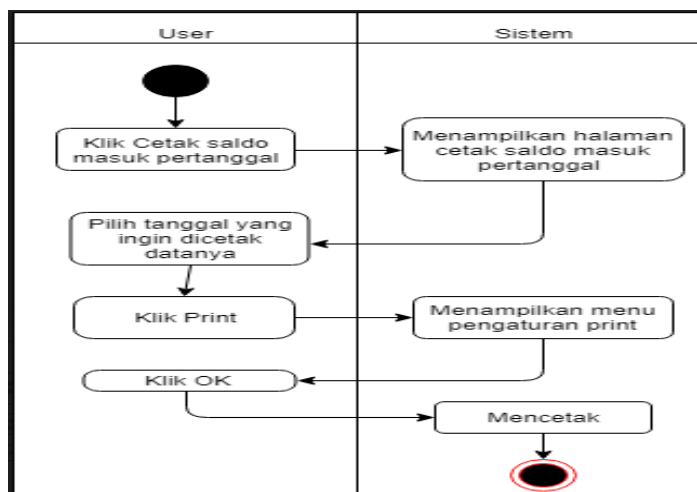 User
Sistem
Klik Cetak saldo
masuk pertanggal
Menampilkan halaman
cetak saldo masuk
pertanggal
Pilih tanggal yang
ingin dicetak
datanya
Klik Print
Menampilkan menu
pengaturan print
Klik OK
Mencetak